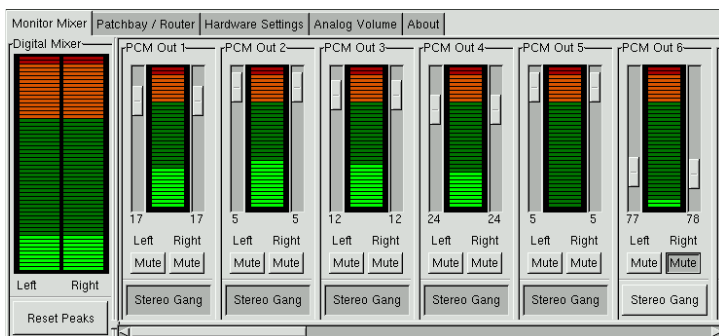 Monitor Mixer Patchbay / Router Hardware Settings Analog Volume About
Digital Mixer PCM Out 1 PCM Out 2 PCM Out 3 PCM Out 4 PCM Out 5 PCM Out 6
17 17 5 5 12 12 24 24 5 5 77 78
Left Right Left Right Left Right Left Right Left Right Left Right
Mute Mute Mute Mute Mute Mute Mute Mute Mute Mute Mute Mute
Left Right
Stereo Gang Stereo Gang Stereo Gang Stereo Gang Stereo Gang Stereo Gang
Reset Peaks